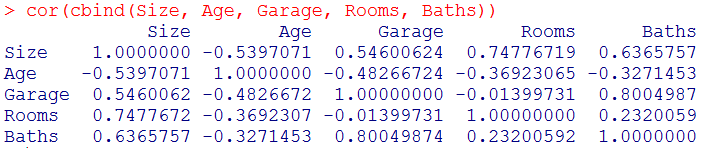 > cor(cbind(Size, Age, Garage, Rooms, Baths))
Size Age Garage Rooms Baths
Size 1.0000000 -0.5397071 0.54600624 0.74776719 0.6365757
Age -0.5397071 1.0000000 -0.48266724 -0.36923065 -0.3271453
Garage 0.5460062 -0.4826672 1.00000000 -0.01399731 0.8004987
Rooms 0.7477672 -0.3692307 -0.01399731 1.00000000 0.2320059
Baths 0.6365757 -0.3271453 0.80049874 0.23200592 1.0000000